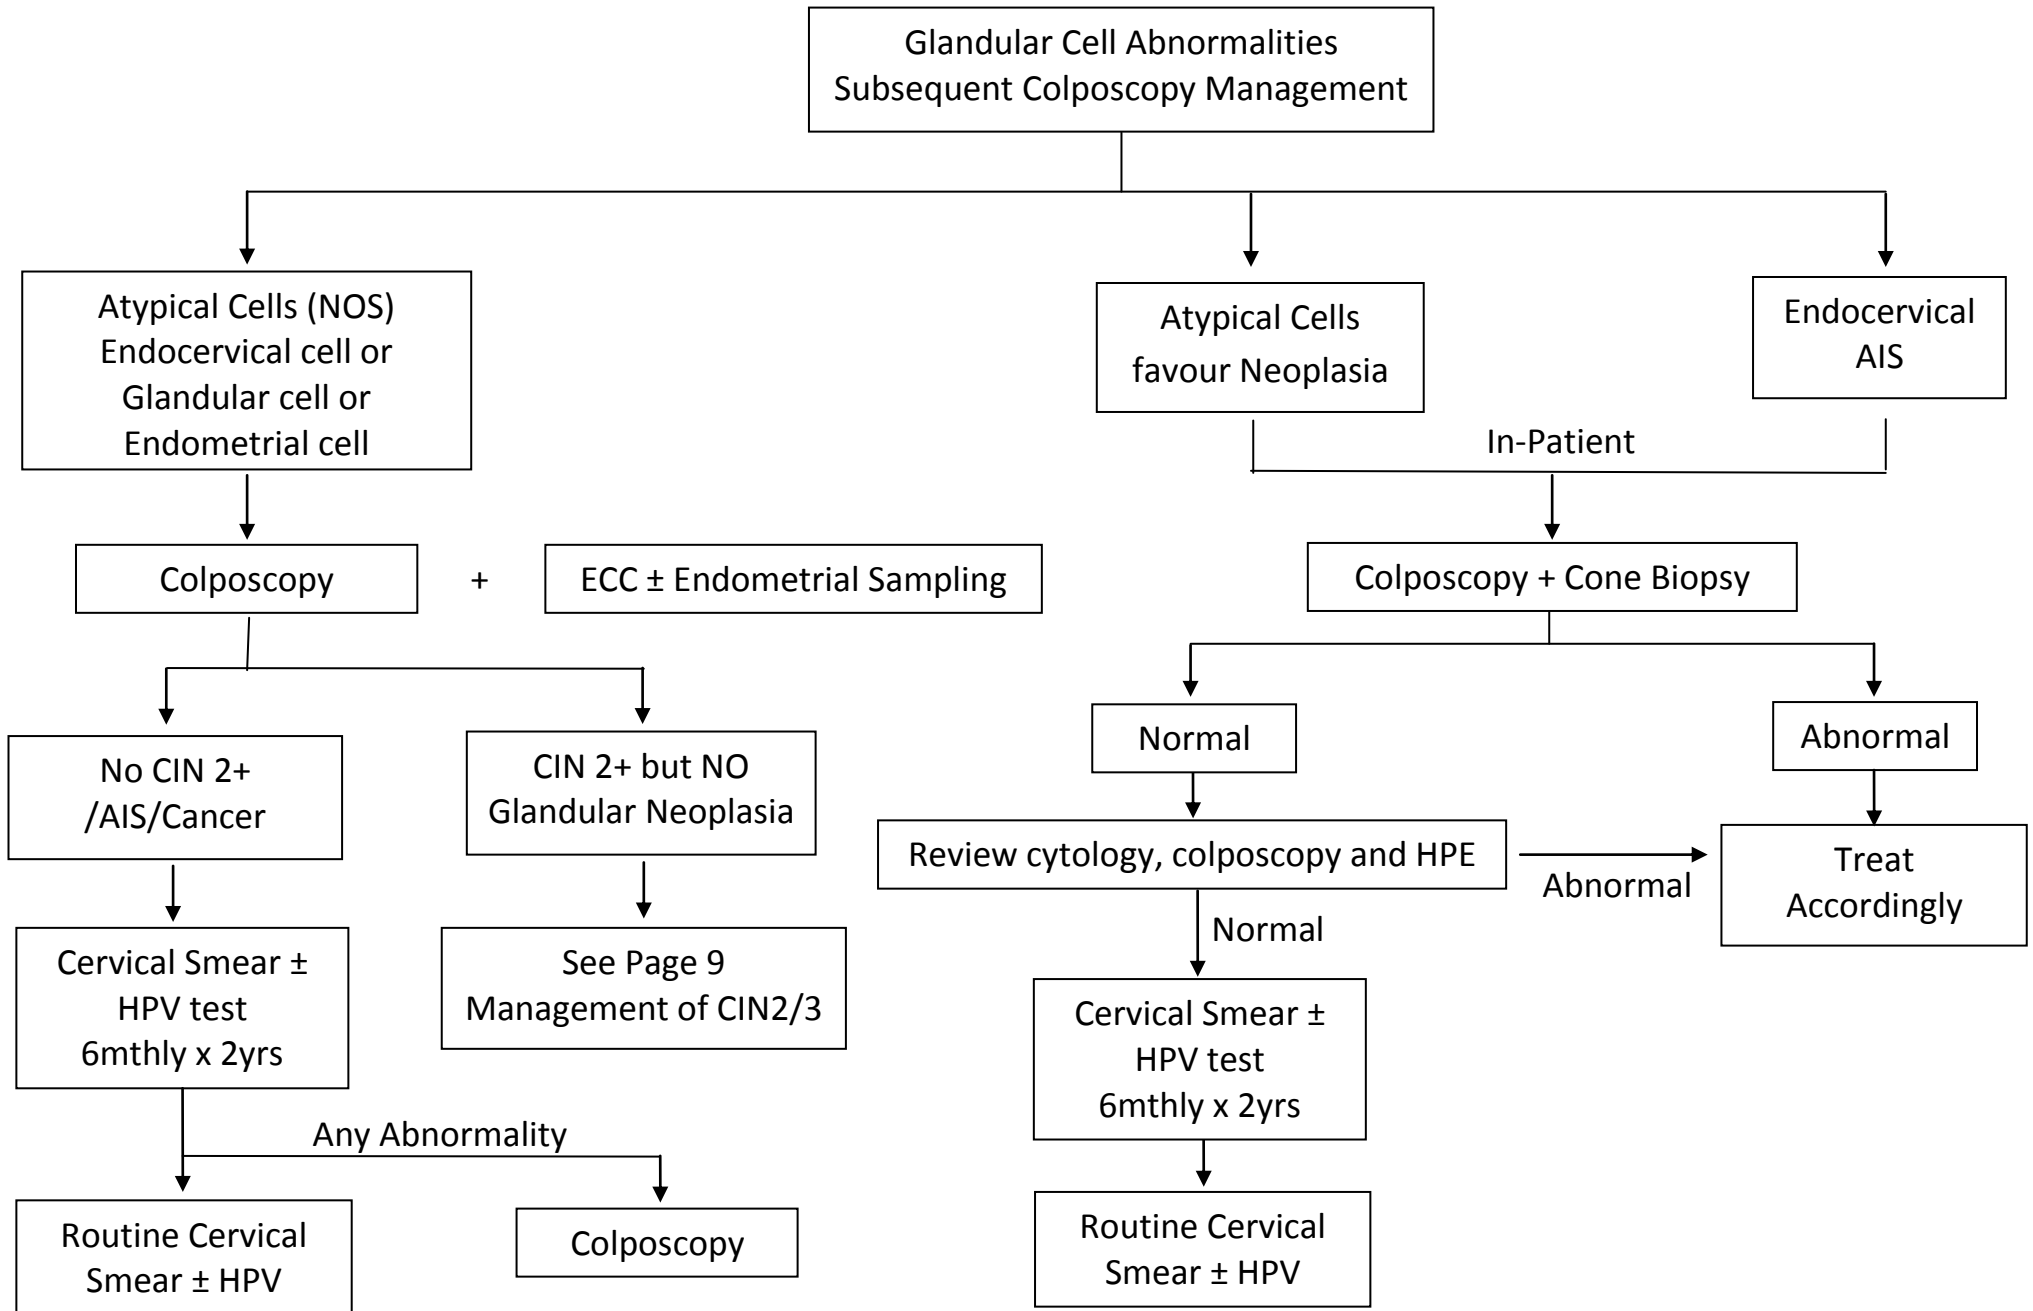 Glandular Cell Abnormalities
Subsequent Colposcopy Management
Atypical Cells (NOS)
Endocervical cell or
Glandular cell or
Endometrial cell
Atypical Cells
favour Neoplasia
Endocervical
AIS
In-Patient
Colposcopy
+
ECC ± Endometrial Sampling
Colposcopy + Cone Biopsy
No CIN 2+
/AIS/Cancer
CIN 2+ but NO
Glandular Neoplasia
Normal
Abnormal
Review cytology, colposcopy and HPE
Abnormal
Treat
Accordingly
Cervical Smear ±
HPV test
6mthly x 2yrs
See Page 9
Management of CIN2/3
Normal
Cervical Smear ±
HPV test
6mthly x 2yrs
Any Abnormality
Routine Cervical
Smear ± HPV
Colposcopy
Routine Cervical
Smear ± HPV